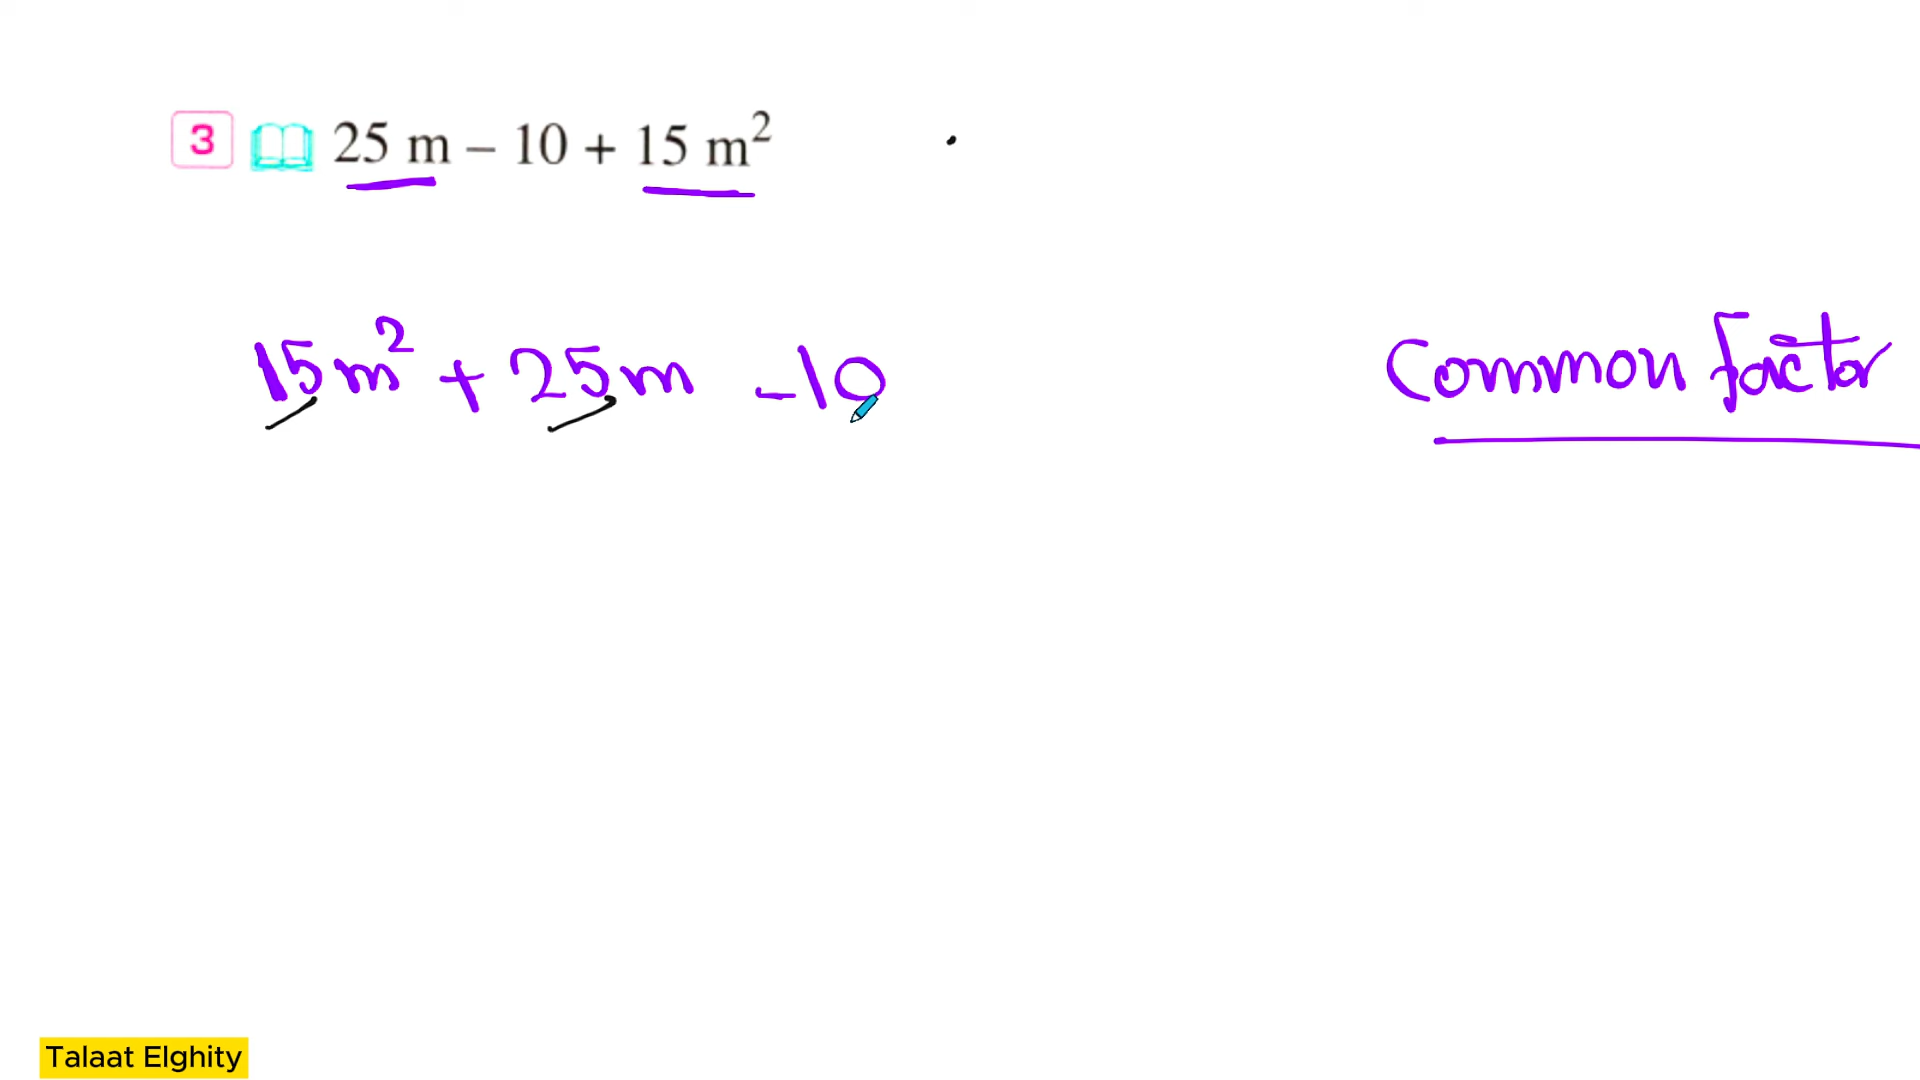 3 25 m – 10 + 15 m²
15m² + 25m -10
Common factor
Talaat Elghity